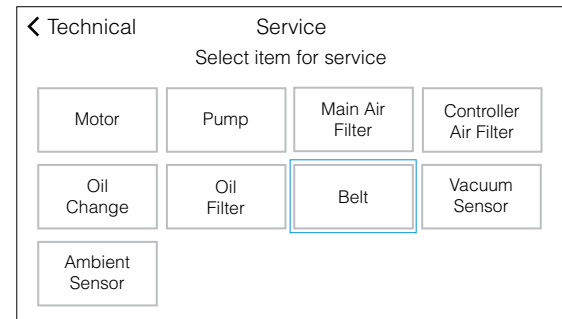 Technical
Service
Select item for service
Motor
Pump
Main Air
Filter
Controller
Air Filter
Oil
Change
Oil
Filter
Belt
Vacuum
Sensor
Ambient
Sensor